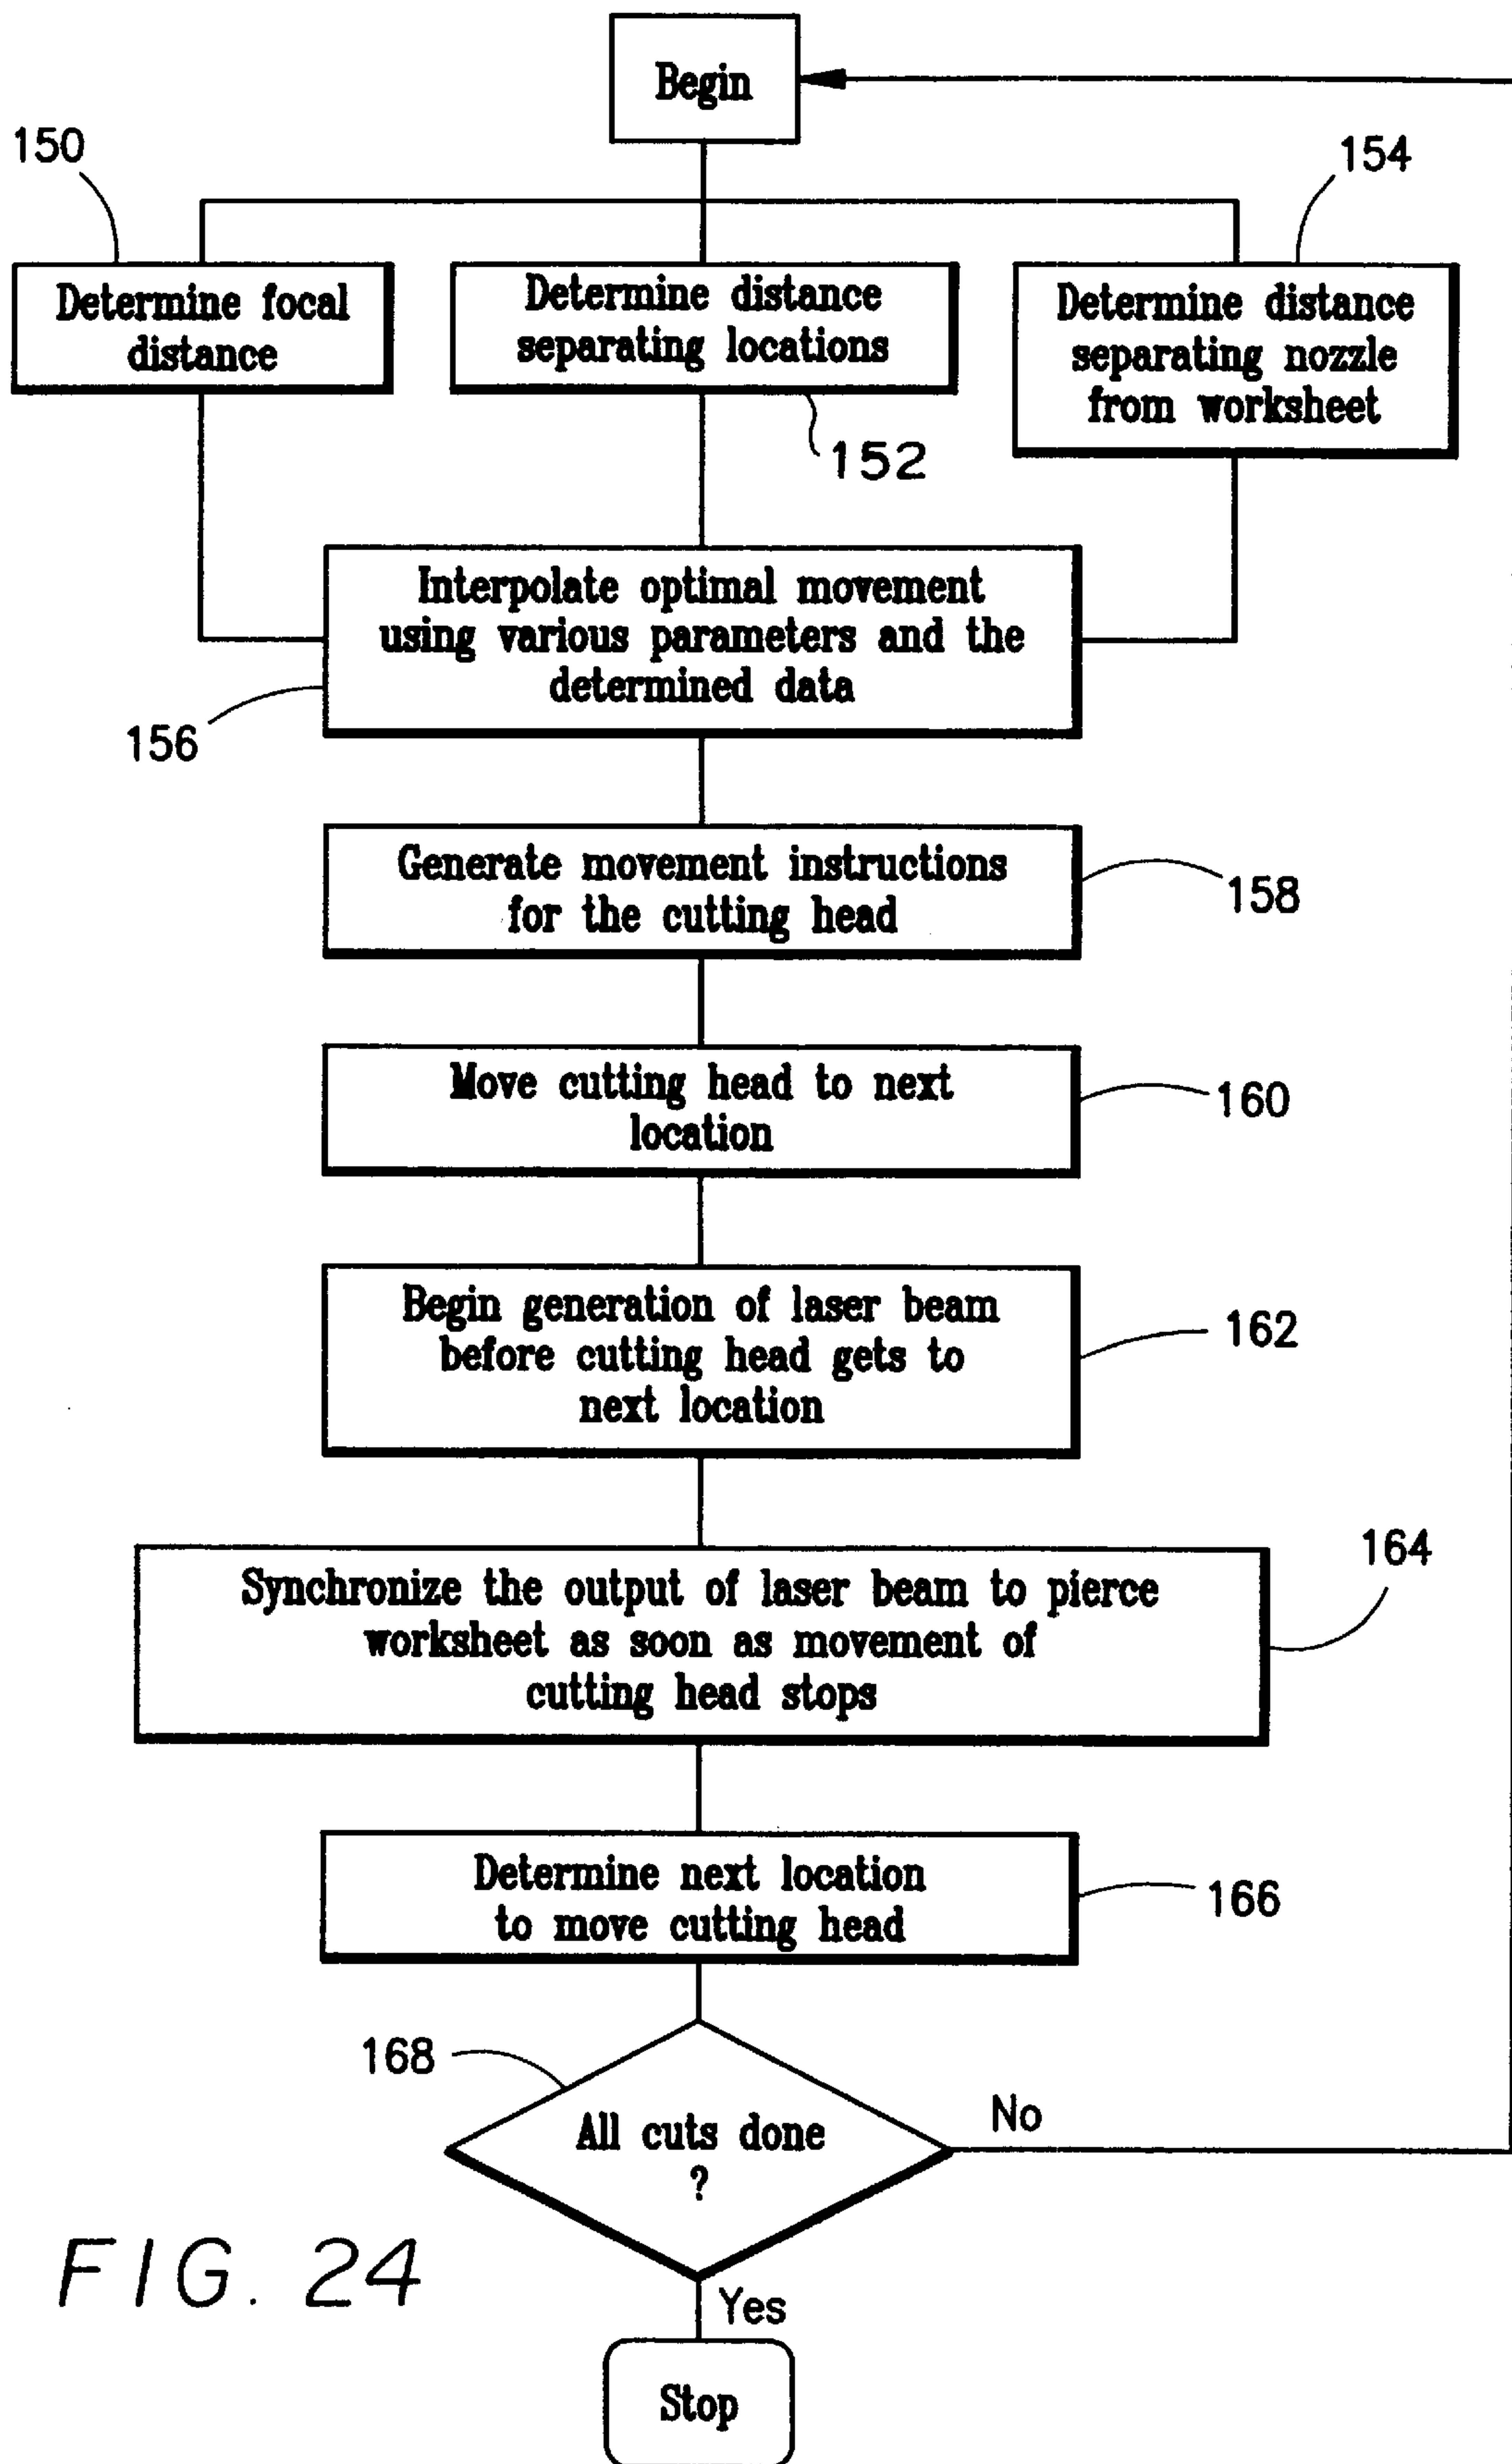 Begin
150
154
Determine focal
distance
Determine distance
separating locations
Determine distance
separating nozzle
from worksheet
152
Interpolate optimal movement
using various parameters and the
determined data
156
Generate movement instructions
for the cutting head
158
Move cutting head to next
location
160
Begin generation of laser beam
before cutting head gets to
next location
162
Synchronize the output of laser beam to pierce
worksheet as soon as movement of
cutting head stops
164
Determine next location
to move cutting head
166
168
All cuts done
?
No
Yes
Stop
FIG. 24